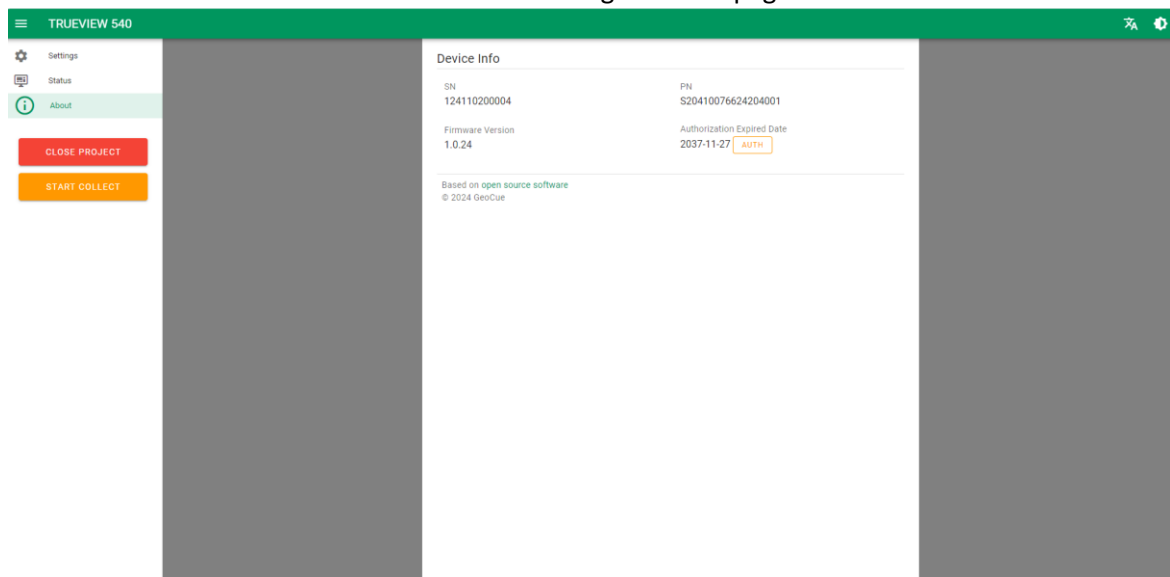 TRUEVIEW 540
Settings
Status
About
CLOSE PROJECT
START COLLECT
Device Info
SN
124110200004
PN
S20410076624204001
Firmware Version
1.0.24
Authorization Expired Date
2037-11-27 AUTH
Based on open source software
© 2024 GeoCue